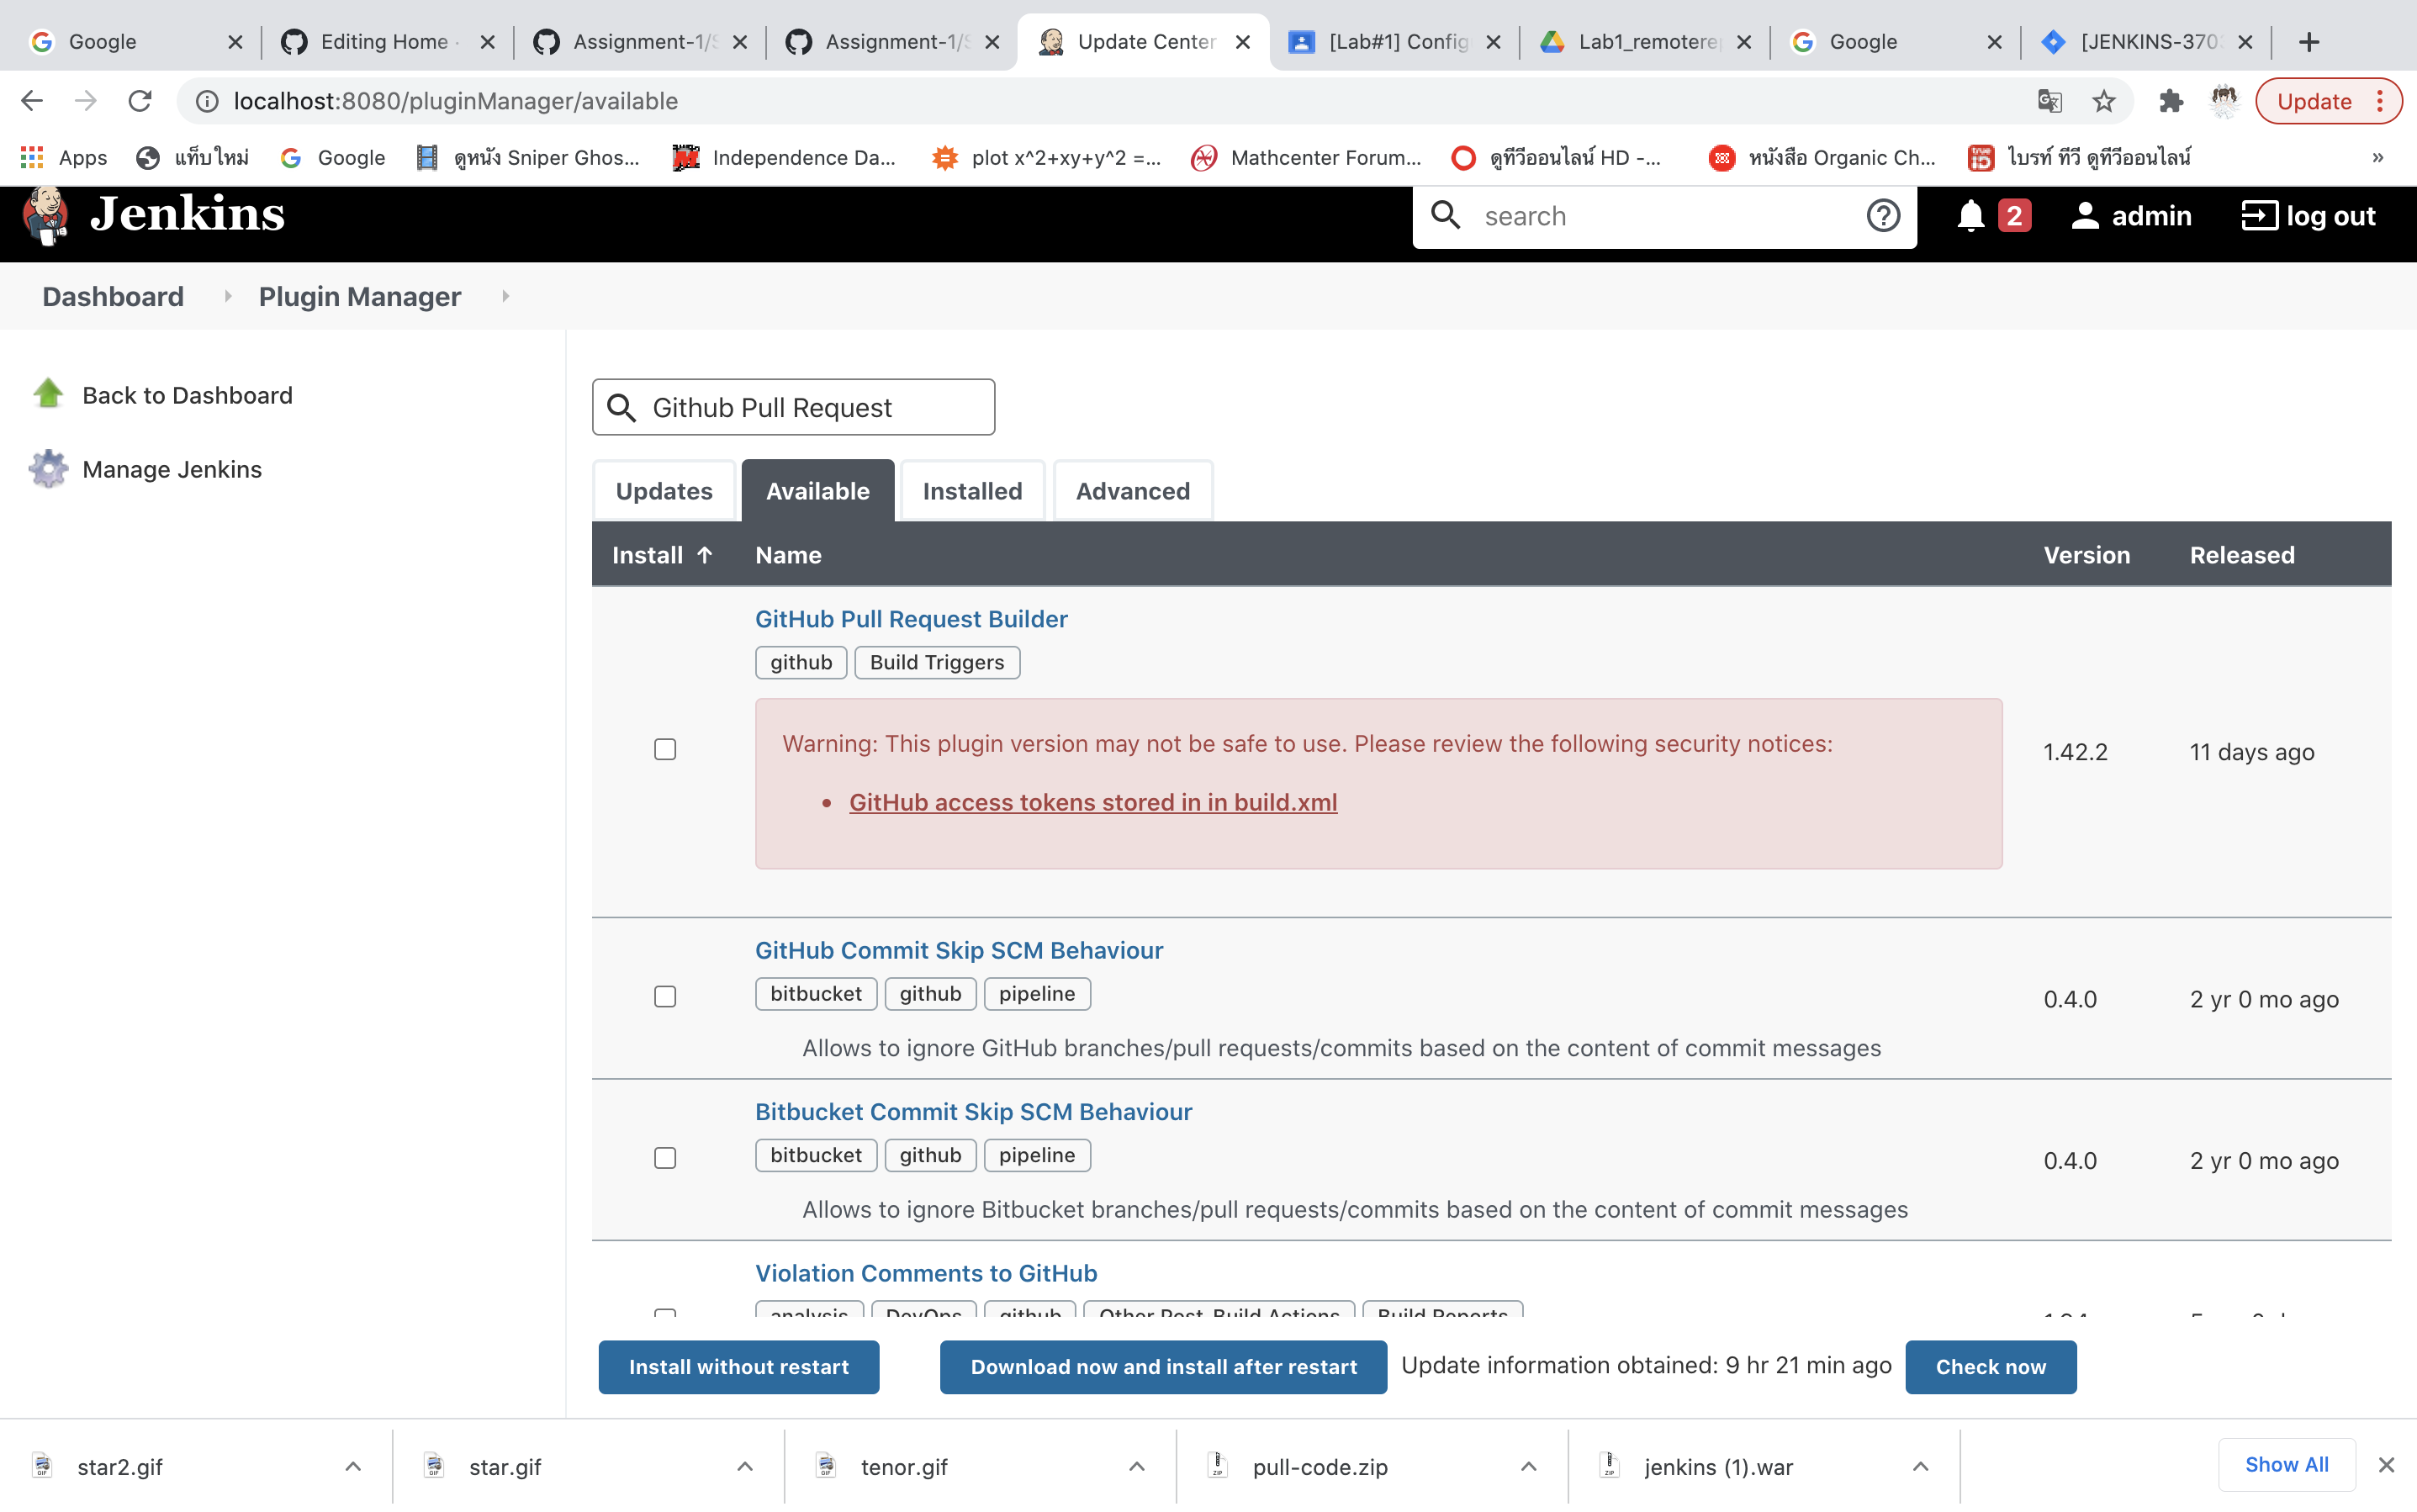 Google
Editing Home
Assignment-1/S
Assignment-1/S
Update Center
[Lab#1] Config
Lab1_remoterep
Google
[JENKINS-370
localhost:8080/pluginManager/available
Update
Apps
แท็บใหม่
Google
ดูหนัง Sniper Ghos...
Independence Da...
plot x^2+xy+y^2 =...
Mathcenter Forum...
ดูทีวีออนไลน์ HD -...
หนังสือ Organic Ch...
ไบรท์ ทีวี ดูทีวีออนไลน์
»
Jenkins
search
2
admin
log out
Dashboard
Plugin Manager
Back to Dashboard
Manage Jenkins
Github Pull Request
Updates
Available
Installed
Advanced
Install ↑ Name Version Released
GitHub Pull Request Builder
github Build Triggers
Warning: This plugin version may not be safe to use. Please review the following security notices:
• GitHub access tokens stored in in build.xml
1.42.2 11 days ago
GitHub Commit Skip SCM Behaviour
bitbucket github pipeline
Allows to ignore GitHub branches/pull requests/commits based on the content of commit messages
0.4.0 2 yr 0 mo ago
Bitbucket Commit Skip SCM Behaviour
bitbucket github pipeline
Allows to ignore Bitbucket branches/pull requests/commits based on the content of commit messages
0.4.0 2 yr 0 mo ago
Violation Comments to GitHub
analysis DevOps github Other Post-Build Actions Build Reports
Install without restart
Download now and install after restart
Update information obtained: 9 hr 21 min ago
Check now
star2.gif
star.gif
tenor.gif
pull-code.zip
jenkins (1).war
Show All